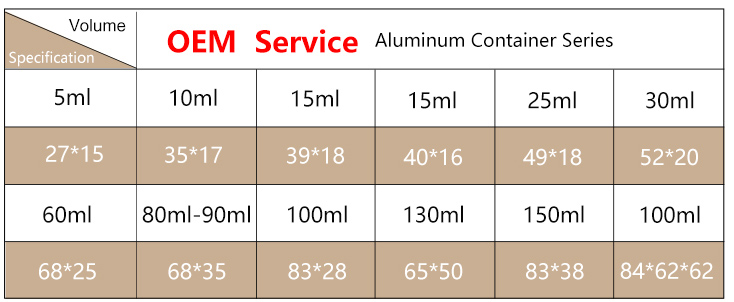 Volume
Specification
OEM Service Aluminum Container Series
5ml 10ml 15ml 15ml 25ml 30ml
27*15 35*17 39*18 40*16 49*18 52*20
60ml 80ml-90ml 100ml 130ml 150ml 100ml
68*25 68*35 83*28 65*50 83*38 84*62*62